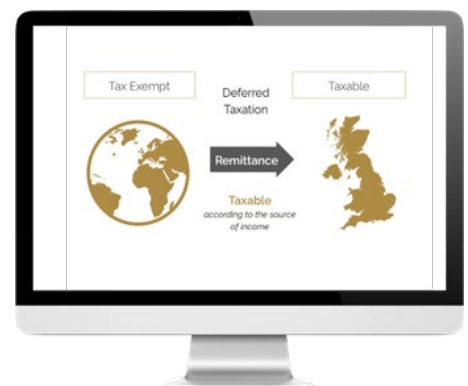 Tax Exempt
Deferred
Taxation
Taxable
Remittance
Taxable
according to the source
of income